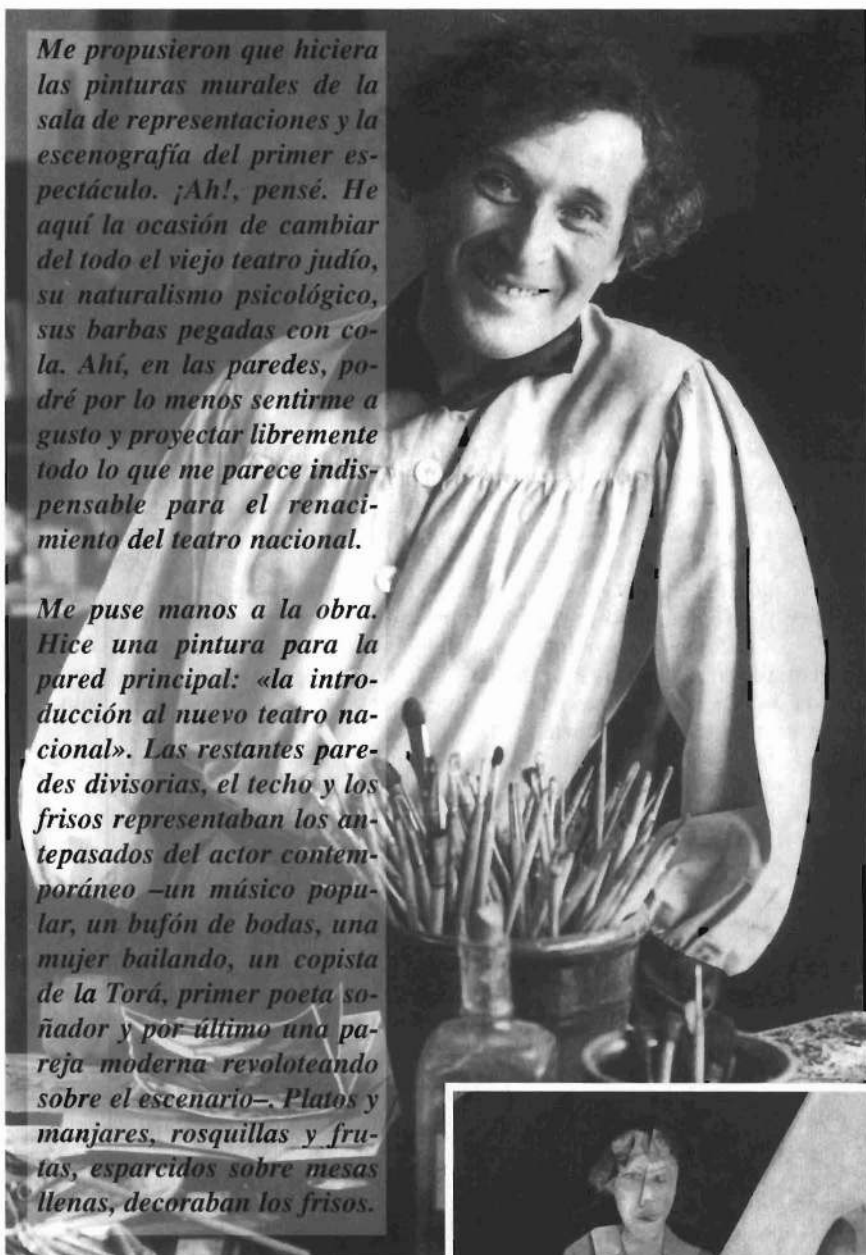 Me propusieron que hiciera
las pinturas murales de la
sala de representaciones y la
escenografía del primer es-
pectáculo. ¡Ah!, pensé. He
aquí la ocasión de cambiar
del todo el viejo teatro judío,
su naturalismo psicológico,
sus barbas pegadas con co-
la. Ahí, en las paredes, po-
dré por lo menos sentirme a
gusto y proyectar libremente
todo lo que me parece indis-
pensable para el renaci-
miento del teatro nacional.
Me puse manos a la obra.
Hice una pintura para la
pared principal: «la intro-
ducción al nuevo teatro na-
cional». Las restantes pare-
des divisorias, el techo y los
frisos representaban los an-
tepasados del actor contem-
poráneo –un músico popu-
lar, un bufón de bodas, una
mujer bailando, un copista
de la Torá, primer poeta so-
ñador y por último una pa-
reja moderna revoloteando
sobre el escenario–. Platos y
manjares, rosquillas y fru-
tas, esparcidos sobre mesas
llenas, decoraban los frisos.